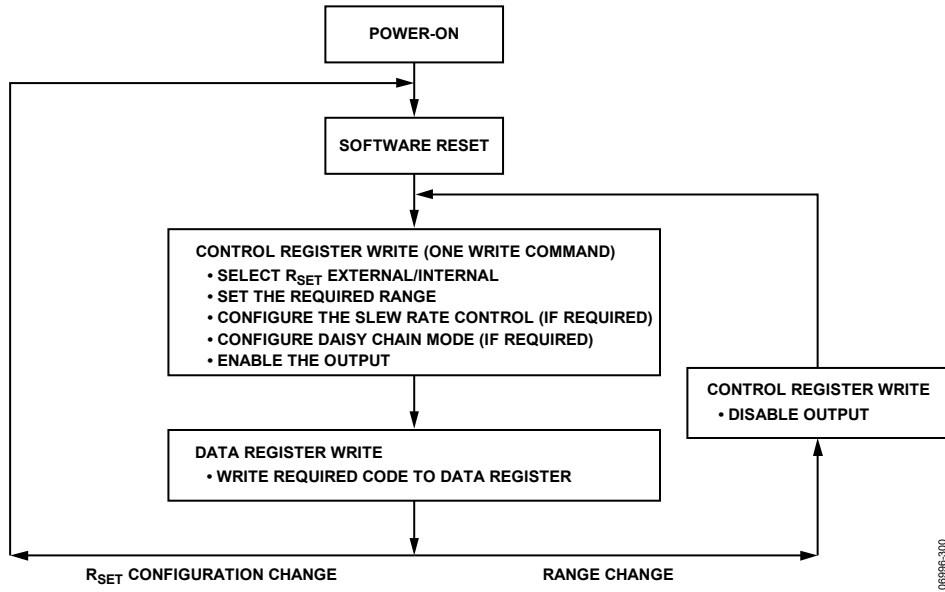 POWER-ON
SOFTWARE RESET
CONTROL REGISTER WRITE (ONE WRITE COMMAND)
• SELECT RSET EXTERNAL/INTERNAL
• SET THE REQUIRED RANGE
• CONFIGURE THE SLEW RATE CONTROL (IF REQUIRED)
• CONFIGURE DAISY CHAIN MODE (IF REQUIRED)
• ENABLE THE OUTPUT
CONTROL REGISTER WRITE
• DISABLE OUTPUT
DATA REGISTER WRITE
• WRITE REQUIRED CODE TO DATA REGISTER
RSET CONFIGURATION CHANGE
RANGE CHANGE
06996-300